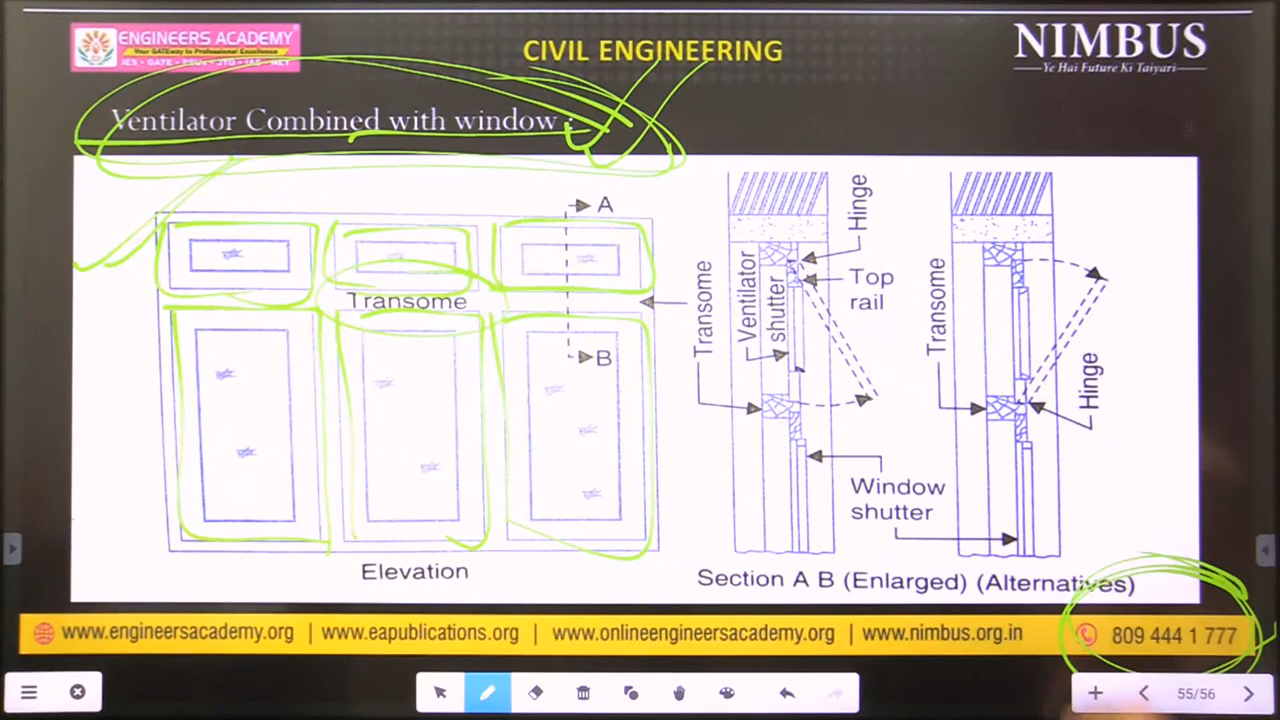 ENGINEERS ACADEMY
Your GATEway to Professional Excellence
IES • GATE • PSUs • JTO • IAS • NET
CIVIL ENGINEERING
NIMBUS
Ye Hai Future Ki Taiyari
Ventilator Combined with window :
A
Transome
B
Elevation
Transome
Ventilator
shutter
Hinge
Top
rail
Transome
Hinge
Window
shutter
Section A B (Enlarged) (Alternatives)
www.engineersacademy.org | www.eapublications.org | www.onlineengineersacademy.org | www.nimbus.org.in
809 444 1 777
55/56